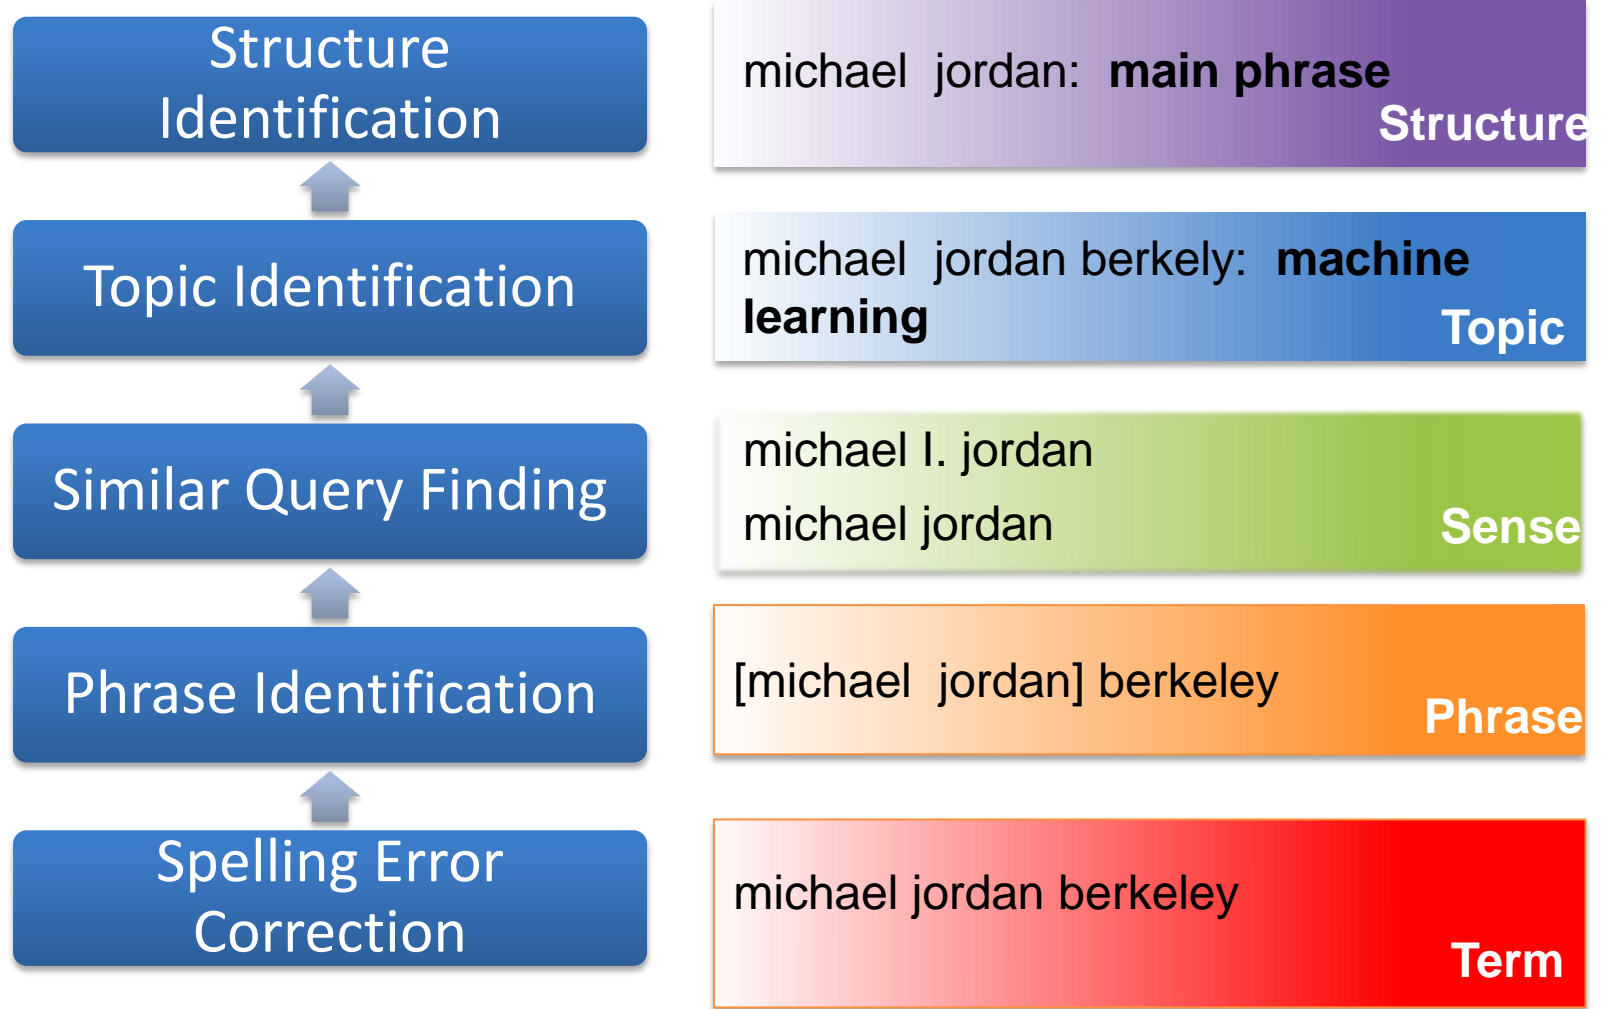 Structure
Identification
michael jordan: main phrase
Structure
Topic Identification
michael jordan berkely: machine
learning
Topic
Similar Query Finding
michael I. jordan
michael jordan
Sense
Phrase Identification
[michael jordan] berkeley
Phrase
Spelling Error
Correction
michael jordan berkeley
Term